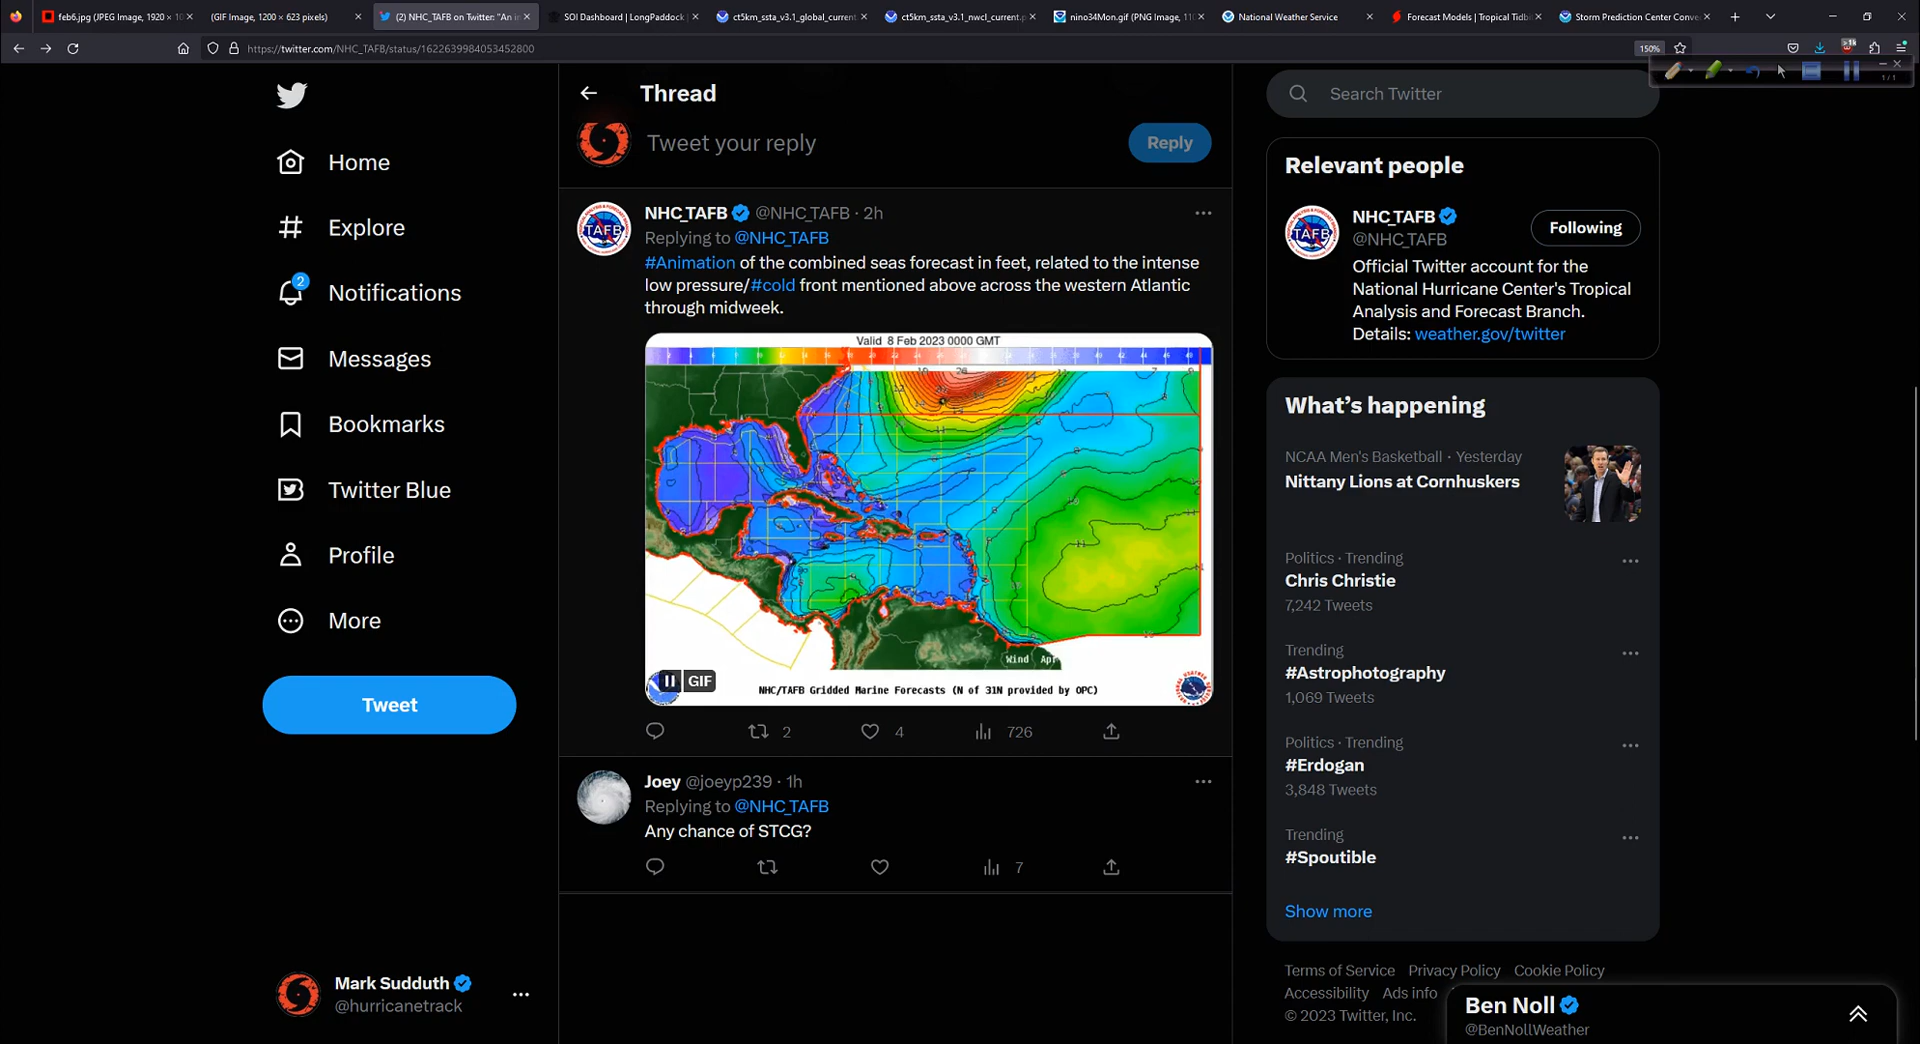 feb6.jpg (JPEG Image, 1920 × 10
(GIF Image, 1200 × 623 pixels)
(2) NHC_TAFB on Twitter: "An i
SOI Dashboard | LongPaddock |
ct5km_ssta_v3.1_global_current.
ct5km_ssta_v3.1_nwcl_current.p
nino34Mon.gif (PNG Image, 11
National Weather Service
Forecast Models | Tropical Tidbi
Storm Prediction Center Conve
https://twitter.com/NHC_TAFB/status/1622639984053452800
150%
1/1
Home
Explore
2
Notifications
Messages
Bookmarks
Twitter Blue
Profile
More
Tweet
Mark Sudduth
@hurricanetrack
Thread
Tweet your reply
Reply
TAFB
NHC_TAFB @NHC_TAFB · 2h
Replying to @NHC_TAFB
#Animation of the combined seas forecast in feet, related to the intense
low pressure/#cold front mentioned above across the western Atlantic
through midweek.
Valid 8 Feb 2023 0000 GMT
Wind Apr
GIF
NHC/TAFB Gridded Marine Forecasts (N of 31N provided by OPC)
2
4
726
Joey @joeyp239 · 1h
Replying to @NHC_TAFB
Any chance of STCG?
7
Search Twitter
Relevant people
TAFB
NHC_TAFB
@NHC_TAFB
Following
Official Twitter account for the
National Hurricane Center's Tropical
Analysis and Forecast Branch.
Details: weather.gov/twitter
What's happening
NCAA Men's Basketball · Yesterday
Nittany Lions at Cornhuskers
Politics · Trending
Chris Christie
7,242 Tweets
Trending
#Astrophotography
1,069 Tweets
Politics · Trending
#Erdogan
3,848 Tweets
Trending
#Spoutible
Show more
Terms of Service Privacy Policy Cookie Policy
Accessibility Ads info
© 2023 Twitter, Inc.
Ben Noll
@BenNollWeather